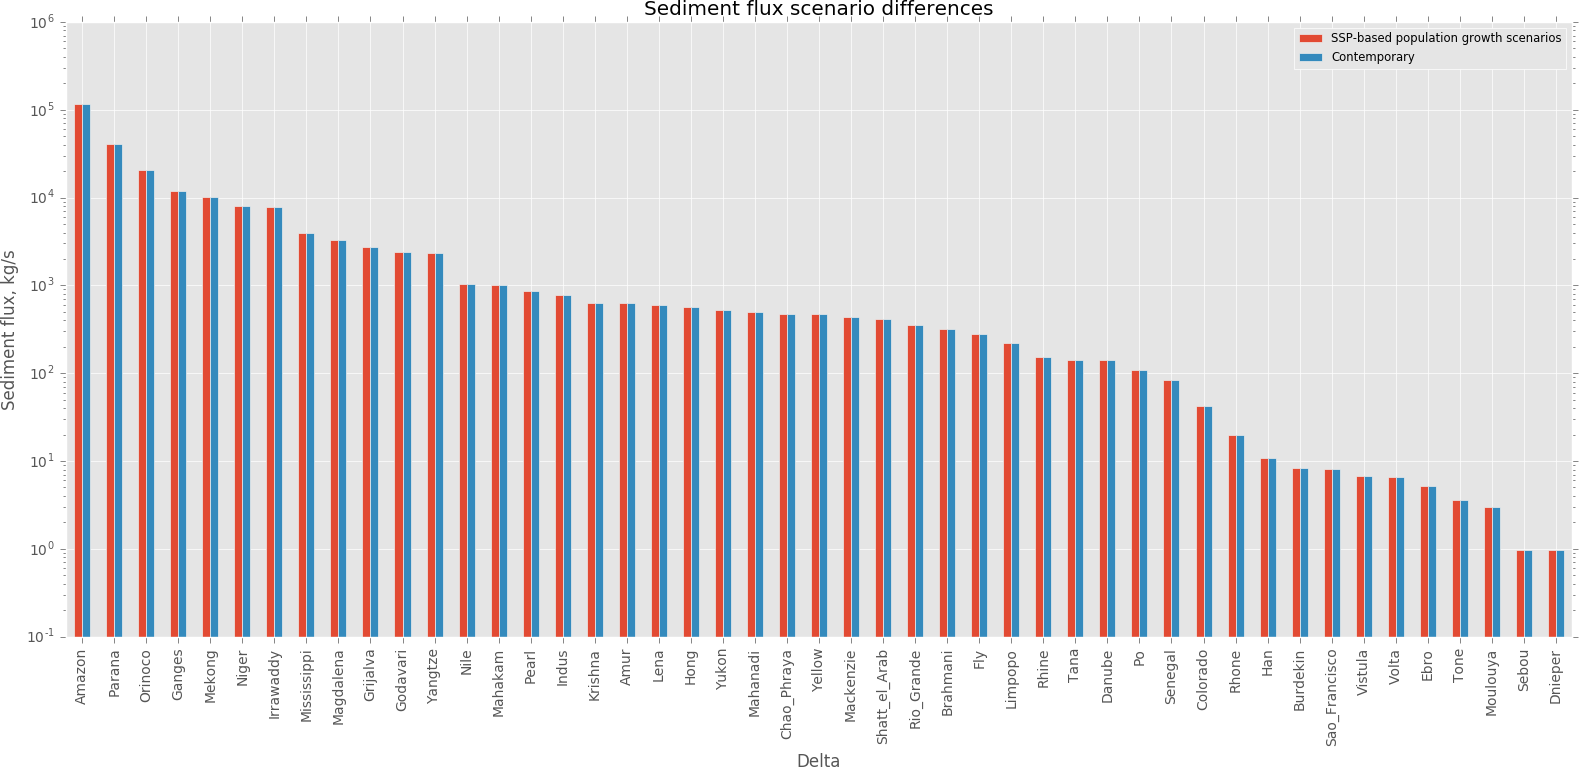 Sediment flux scenario differences
SSP-based population growth scenarios
Contemporary
Sediment flux, kg/s
10^6
10^5
10^4
10^3
10^2
10^1
10^0
10^-1
Amazon
Parana
Orinoco
Ganges
Mekong
Niger
Irrawaddy
Mississippi
Magdalena
Grijalva
Godavari
Yangtze
Nile
Mahakam
Pearl
Indus
Krishna
Amur
Lena
Hong
Yukon
Mahanadi
Chao_Phraya
Yellow
Mackenzie
Shatt_el_Arab
Rio_Grande
Brahmani
Fly
Limpopo
Rhine
Tana
Danube
Po
Senegal
Colorado
Rhone
Han
Burdekin
Sao_Francisco
Vistula
Volta
Ebro
Tone
Moulouya
Sebou
Dnieper
Delta